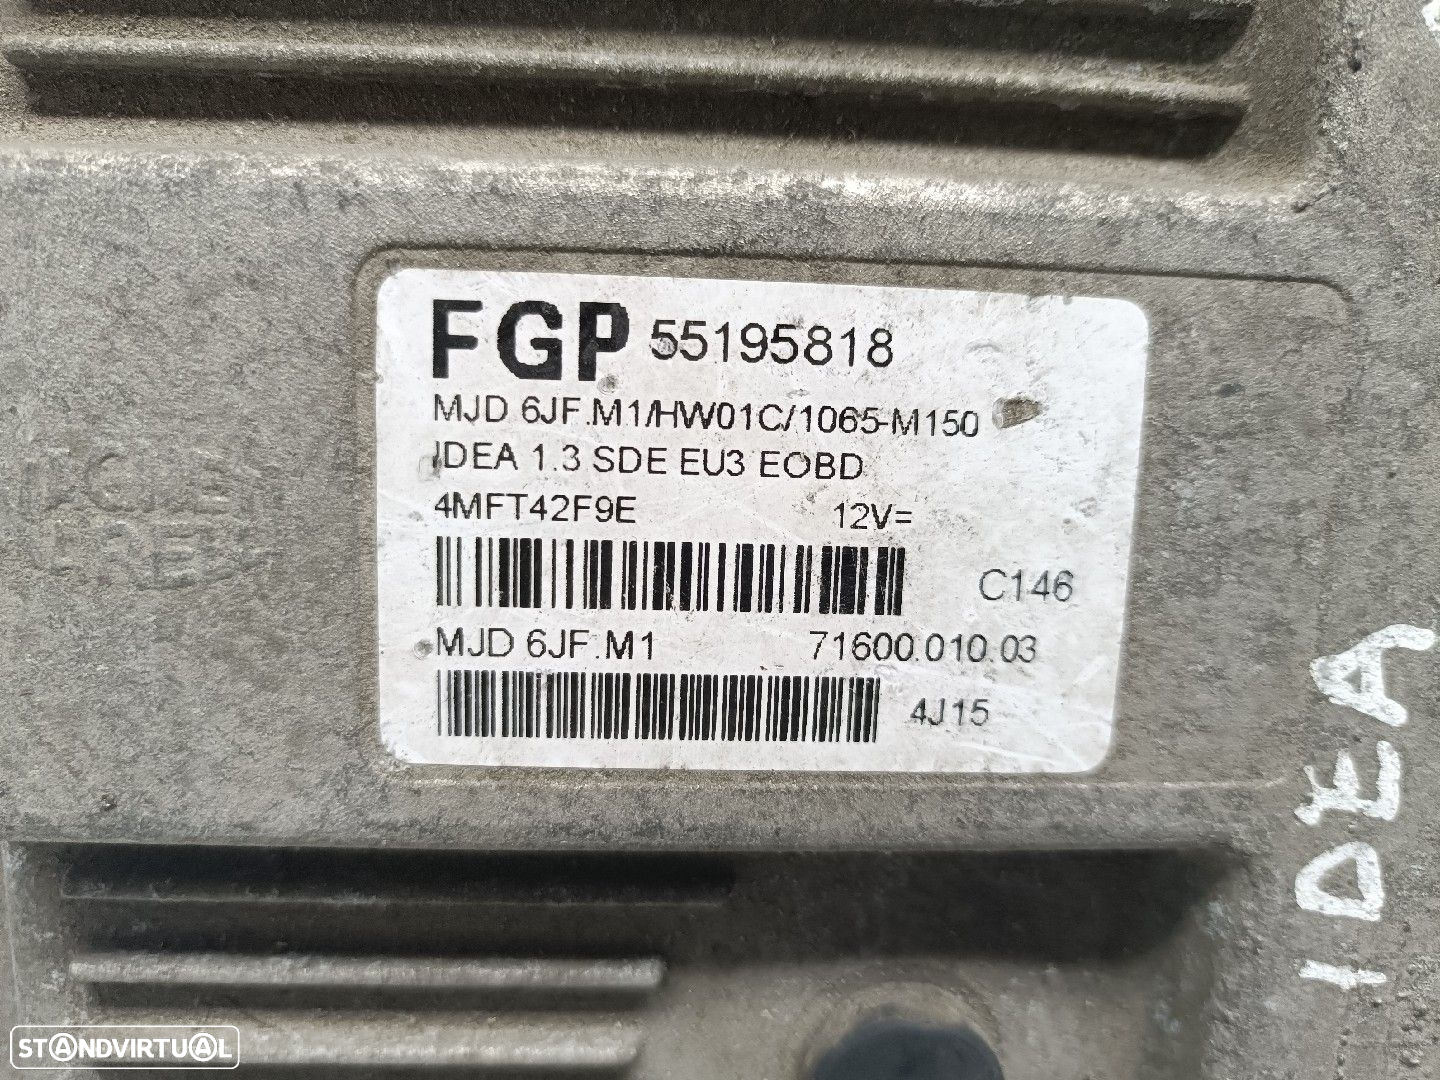 FGP 55195818
MJD 6JF.M1/HW01C/1065-M150
IDEA 1.3 SDE EU3 EOBD
4MFT42F9E 12V=
C146
MJD 6JF.M1 71600.010.03
4J15
IDEA
STANDVIRTUAL